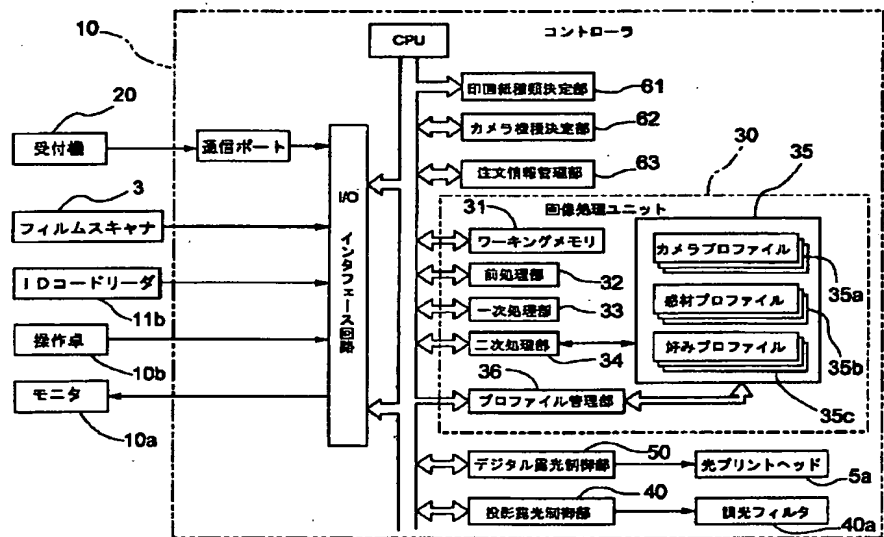 10
CPU
コントローラ
20
受付機
通信ポート
印画紙種類決定部
61
カメラ機種決定部
62
注文情報管理部
63
30
3
フィルムスキャナ
I/O
インタフェース回路
画像処理ユニット
35
31
ワーキングメモリ
カメラプロファイル
35a
IDコードリーダ
11b
前処理部
32
一次処理部
33
感材プロファイル
35b
操作卓
10b
二次処理部
34
好みプロファイル
35c
モニタ
10a
36
プロファイル管理部
デジタル露光制御部
50
光プリントヘッド
5a
投影露光制御部
40
調光フィルタ
40a